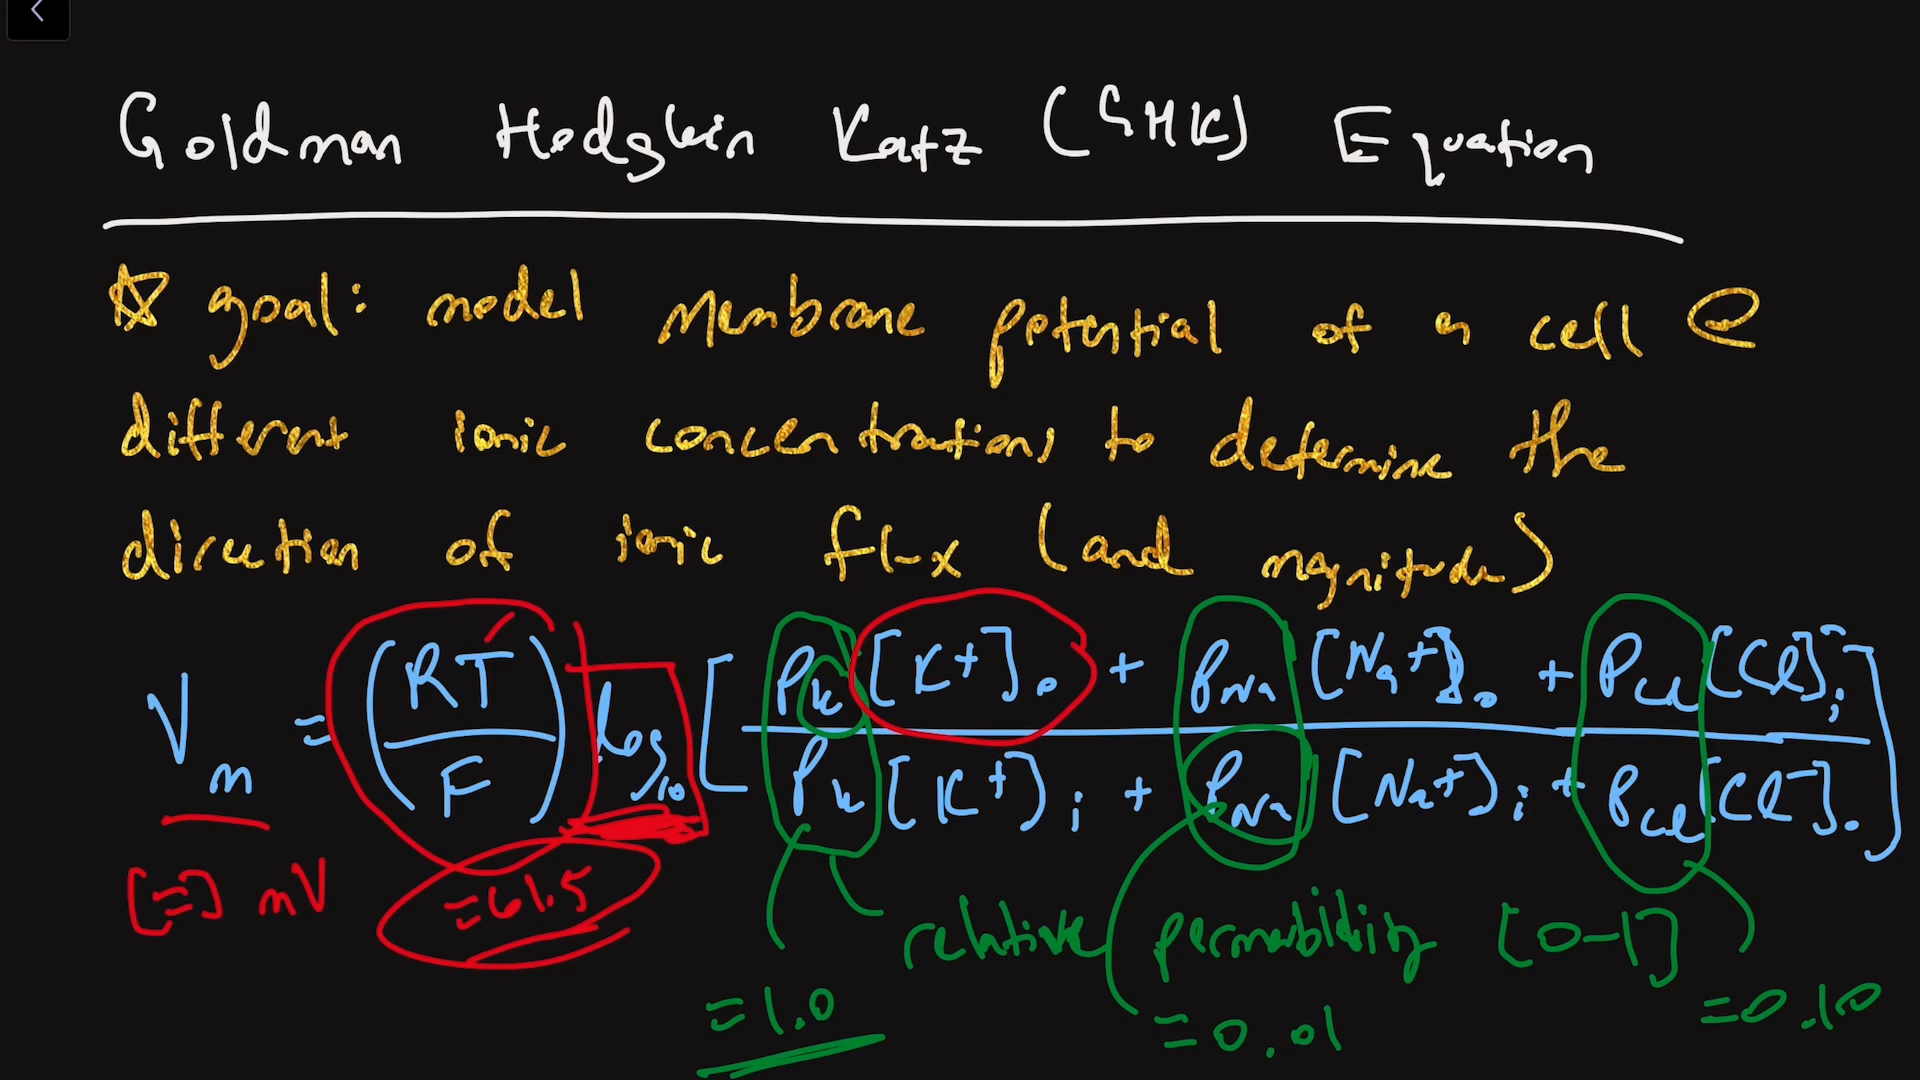 Goldman Hodgkin Katz (GHK) Equation
☆ goal: model membrane potential of a cell @
different ionic concentrations to determine the
direction of ionic flux (and magnitude)
Vm = (RT/F) log10 [ (PK [K+]o + PNa [Na+]o + PCl [Cl]i) / (PK [K+]i + PNa [Na+]i + PCl [Cl-]o) ]
[=] mV
= 61.5
relative permeability [0-1]
= 1.0
= 0.01
= 0.10